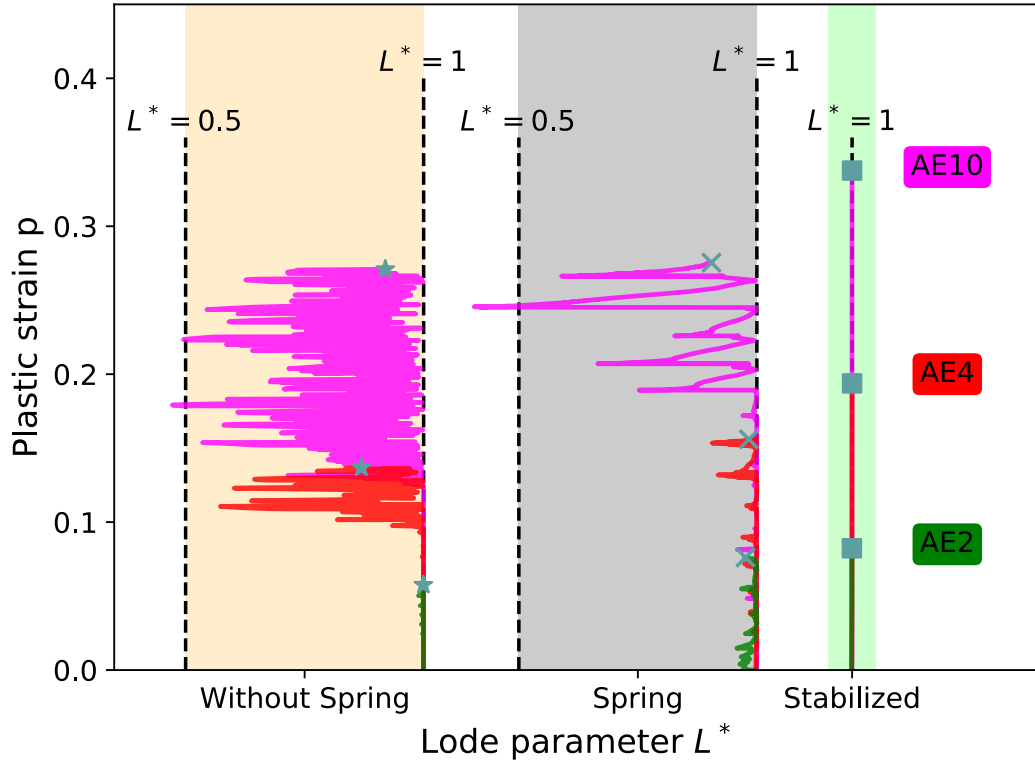 L* = 1
L* = 1
L* = 0.5
L* = 0.5
L* = 1
0.4
0.3
0.2
0.1
0.0
Plastic strain p
AE10
AE4
AE2
Without Spring
Spring
Stabilized
Lode parameter L*